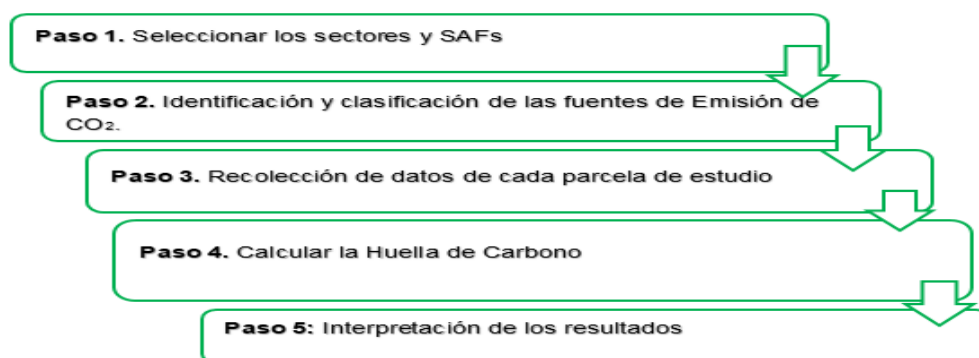 Paso 1. Seleccionar los sectores y SAFs
Paso 2. Identificación y clasificación de las fuentes de Emisión de
CO₂.
Paso 3. Recolección de datos de cada parcela de estudio
Paso 4. Calcular la Huella de Carbono
Paso 5: Interpretación de los resultados